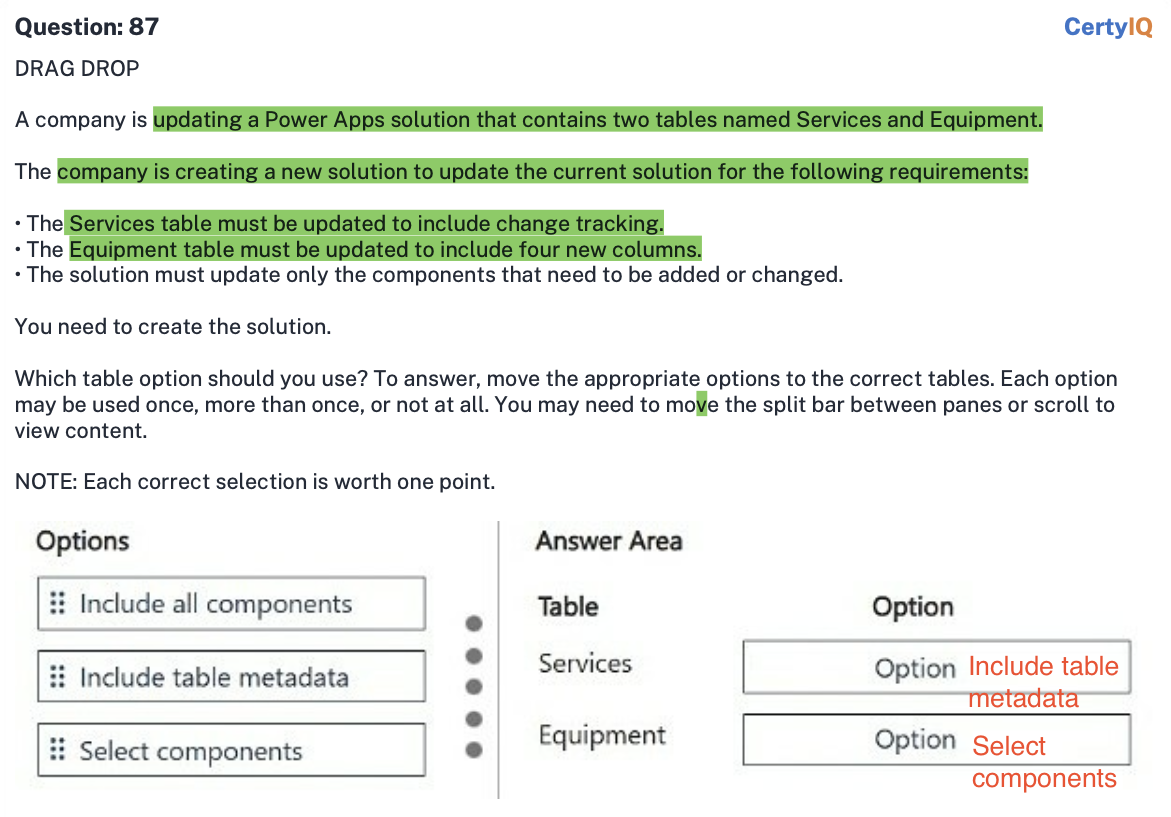 Question: 87
CertyIQ
DRAG DROP
A company is updating a Power Apps solution that contains two tables named Services and Equipment.
The company is creating a new solution to update the current solution for the following requirements:
• The Services table must be updated to include change tracking.
• The Equipment table must be updated to include four new columns.
• The solution must update only the components that need to be added or changed.
You need to create the solution.
Which table option should you use? To answer, move the appropriate options to the correct tables. Each option
may be used once, more than once, or not at all. You may need to move the split bar between panes or scroll to
view content.
NOTE: Each correct selection is worth one point.
Options
Include all components
Include table metadata
Select components
Answer Area
Table
Option
Services
Option
Include table
metadata
Equipment
Option
Select
components